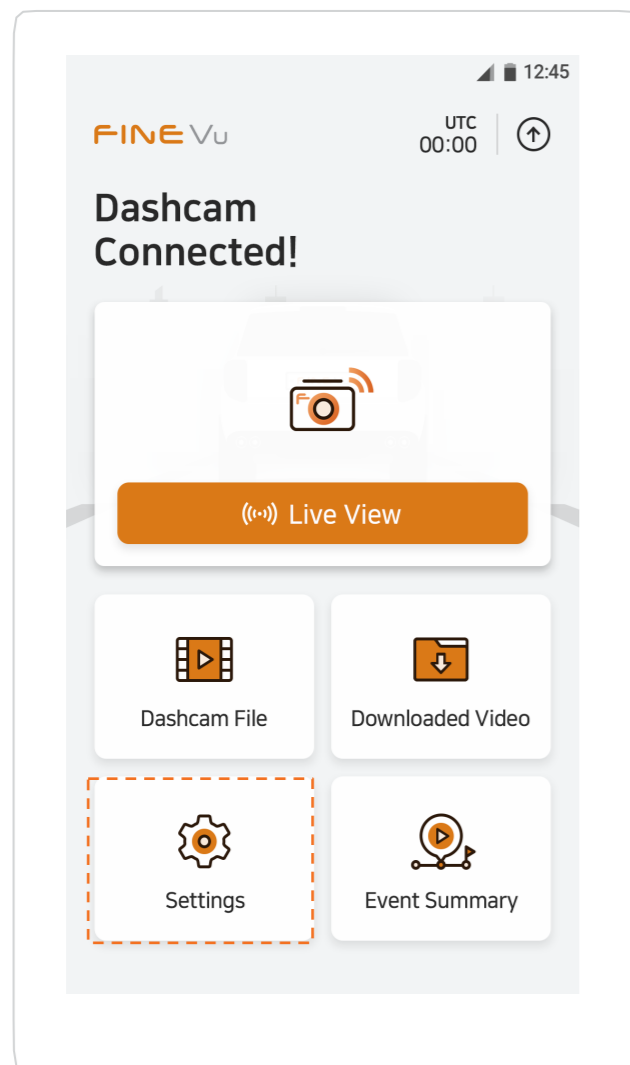 12:45
FINEVu
UTC
00:00
Dashcam
Connected!
F
Live View
Dashcam File
Downloaded Video
Settings
Event Summary